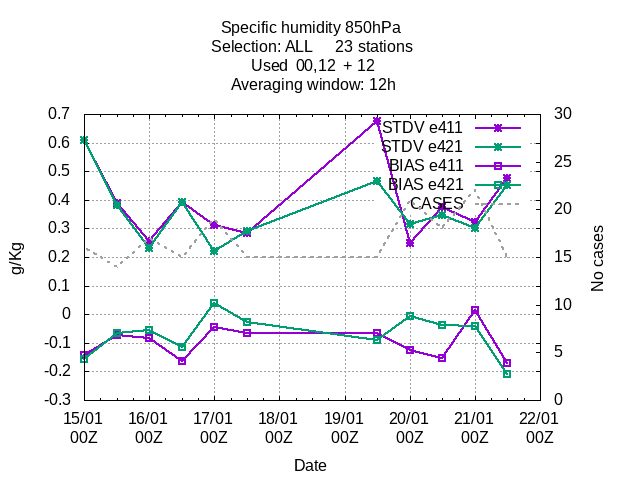 Specific humidity 850hPa
Selection: ALL 23 stations
Used 00,12 + 12
Averaging window: 12h
0.7
0.6
0.5
0.4
0.3
0.2
0.1
0
-0.1
-0.2
-0.3
g/Kg
STDV e411
STDV e421
BIAS e411
BIAS e421
CASES
30
25
20
15
10
5
0
No cases
15/01 16/01 17/01 18/01 19/01 20/01 21/01 22/01
00Z 00Z 00Z 00Z 00Z 00Z 00Z 00Z
Date